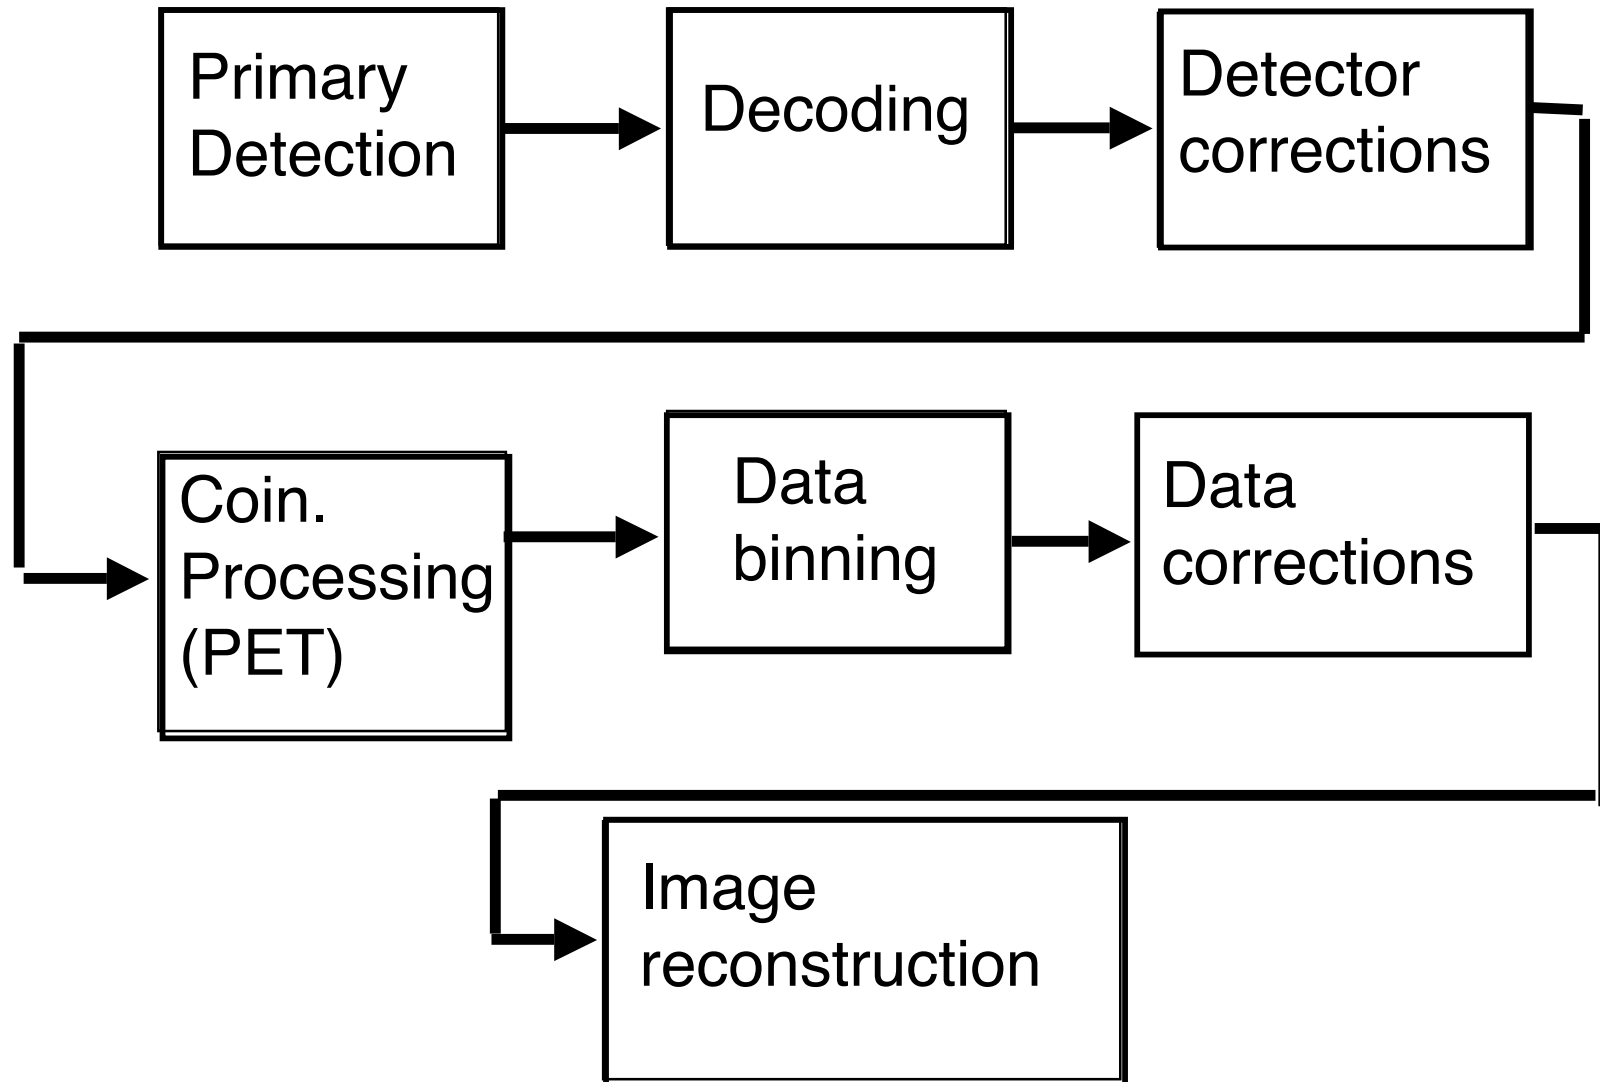 Primary
Detection
Decoding
Detector
corrections
Coin.
Processing
(PET)
Data
binning
Data
corrections
Image
reconstruction